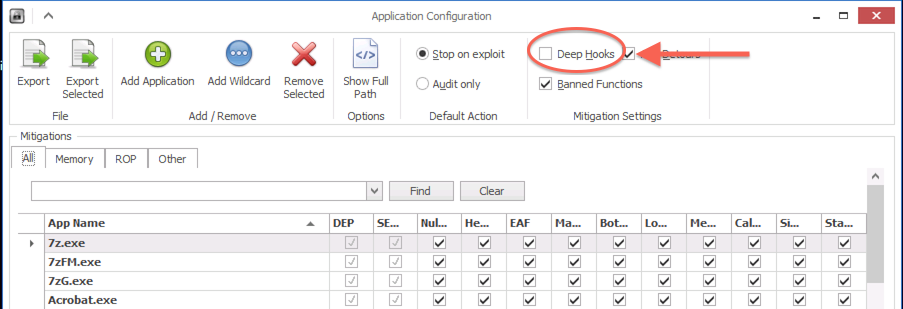 Application Configuration
Export
Export Selected
Add Application
Add Wildcard
Remove Selected
Show Full Path
Stop on exploit
Audit only
Deep Hooks
Banned Functions
File
Add / Remove
Options
Default Action
Mitigation Settings
Mitigations
All Memory ROP Other
Find Clear
App Name DEP SE... Nul... He... EAF Ma... Bot... Lo... Me... Cal... Si... Sta...
7z.exe
7zFM.exe
7zG.exe
Acrobat.exe